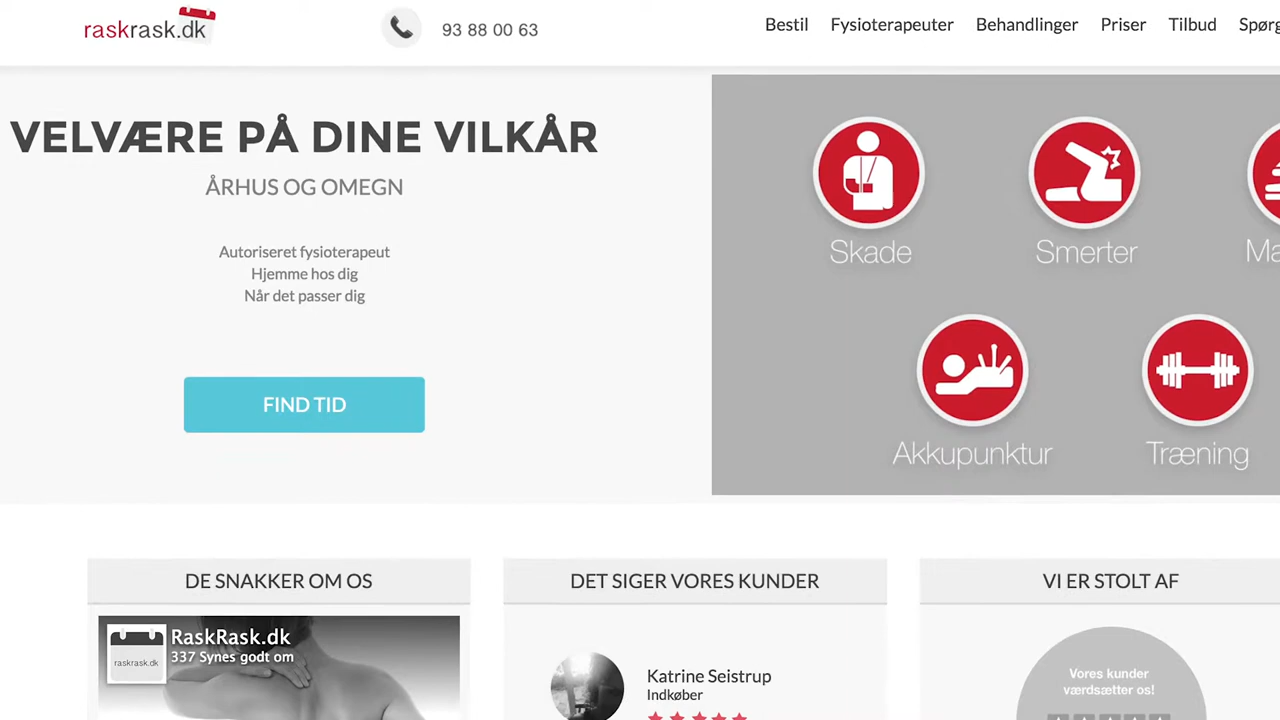 raskrask.dk
93 88 00 63
Bestil Fysioterapeuter Behandlinger Priser Tilbud
VELVÆRE PÅ DINE VILKÅR
ÅRHUS OG OMEGN
Autoriseret fysioterapeut
Hjemme hos dig
Når det passer dig
FIND TID
Skade Smerter
Akkupunktur Træning
DE SNAKKER OM OS
RaskRask.dk
337 Synes godt om
raskrask.dk
DET SIGER VORES KUNDER
Katrine Seistrup
Indkøber
VI ER STOLT AF
Vores kunder
værdsætter os!